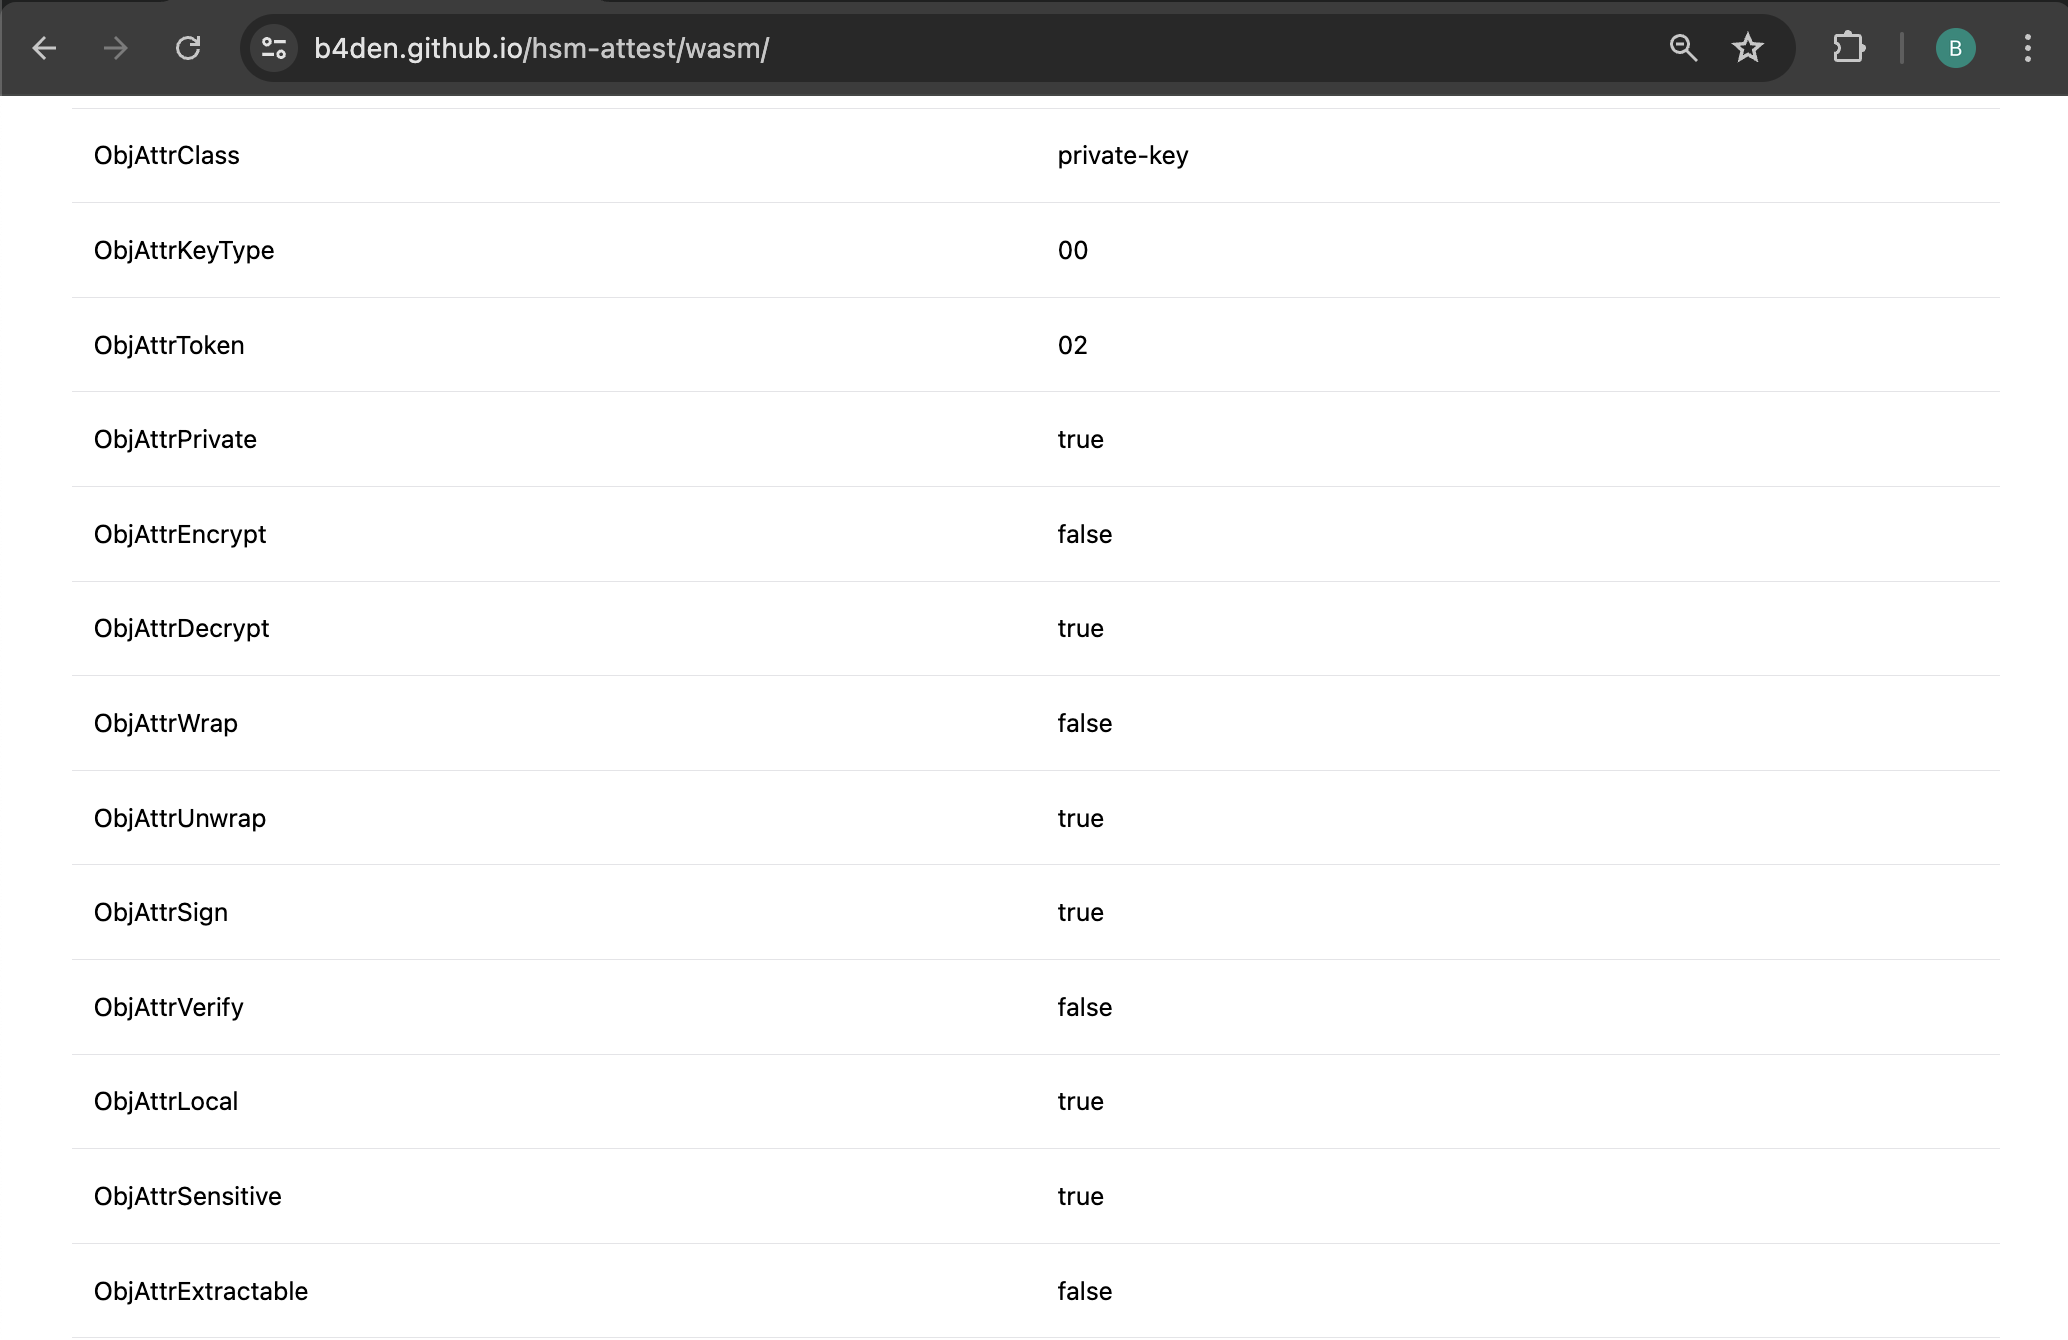 b4den.github.io/hsm-attest/wasm/
B
ObjAttrClass private-key
ObjAttrKeyType 00
ObjAttrToken 02
ObjAttrPrivate true
ObjAttrEncrypt false
ObjAttrDecrypt true
ObjAttrWrap false
ObjAttrUnwrap true
ObjAttrSign true
ObjAttrVerify false
ObjAttrLocal true
ObjAttrSensitive true
ObjAttrExtractable false